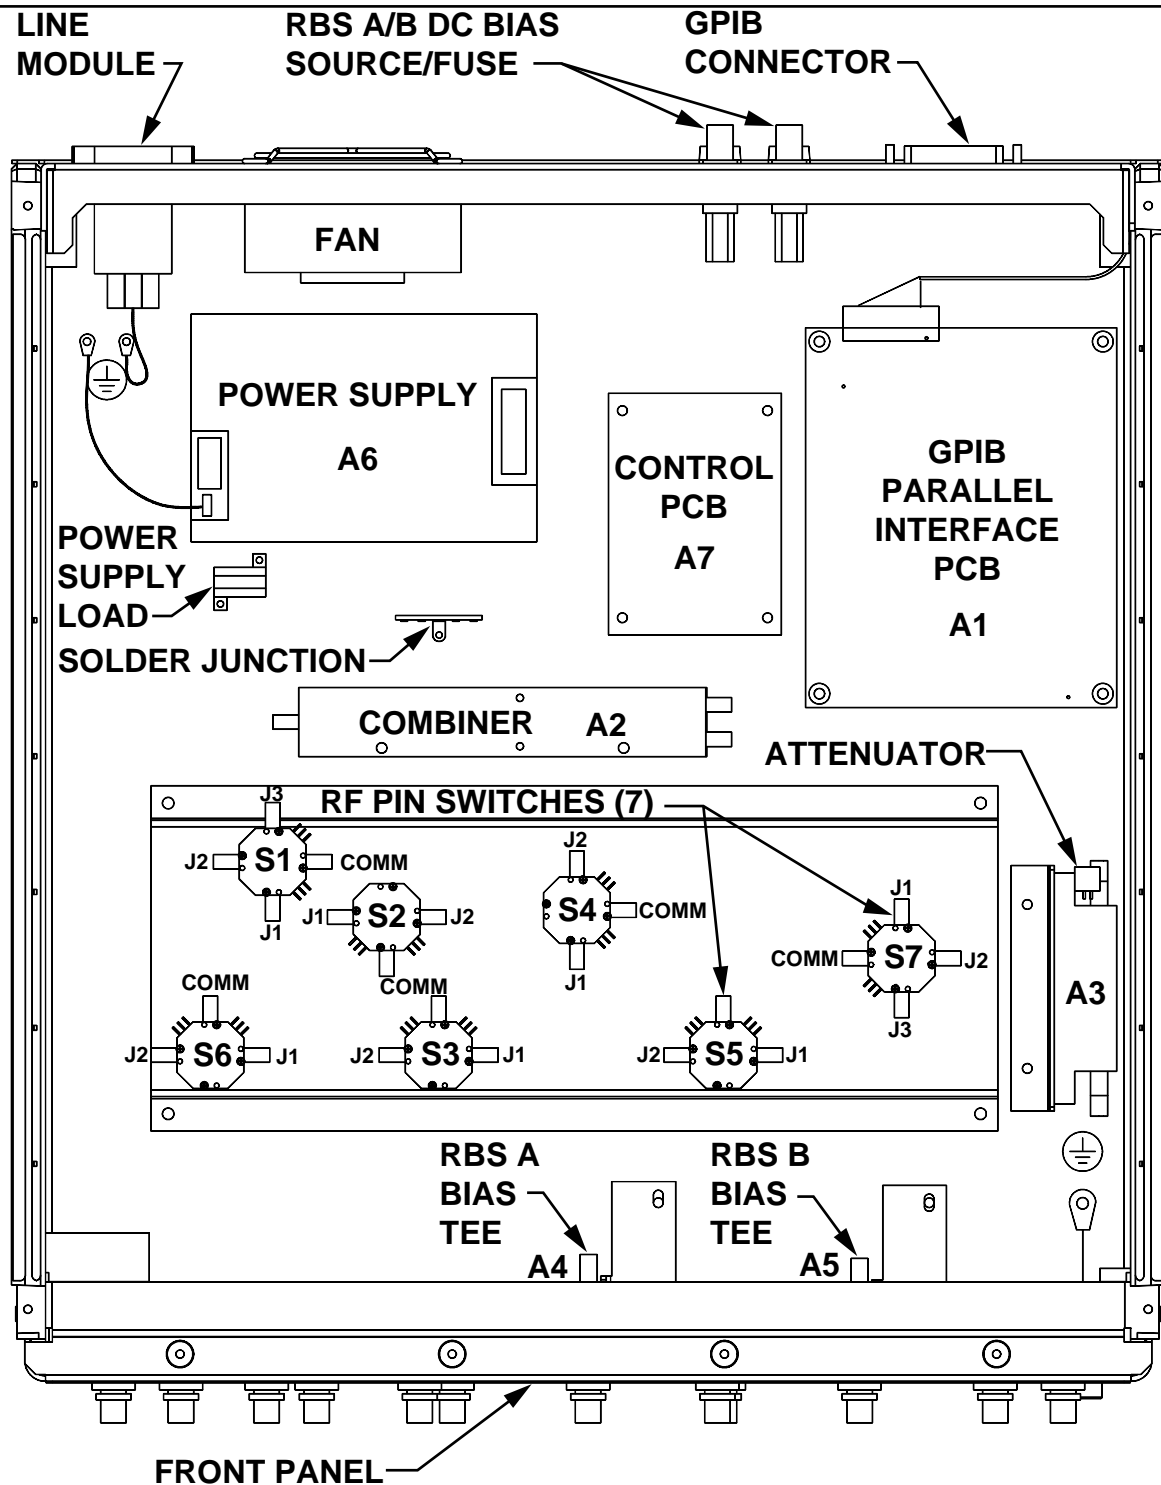 LINE
MODULE
RBS A/B DC BIAS
SOURCE/FUSE
GPIB
CONNECTOR
FAN
POWER SUPPLY
A6
CONTROL
PCB
A7
GPIB
PARALLEL
INTERFACE
PCB
A1
POWER
SUPPLY
LOAD
SOLDER JUNCTION
COMBINER A2
ATTENUATOR
RF PIN SWITCHES (7)
J3
J2
S1
COMM
J1
J1
S2
J2
COMM
J2
S4
COMM
J1
J1
COMM
S7
J2
J3
A3
COMM
J2
S6
J1
J2
S3
J1
J2
S5
J1
RBS A
BIAS
TEE
A4
RBS B
BIAS
TEE
A5
FRONT PANEL